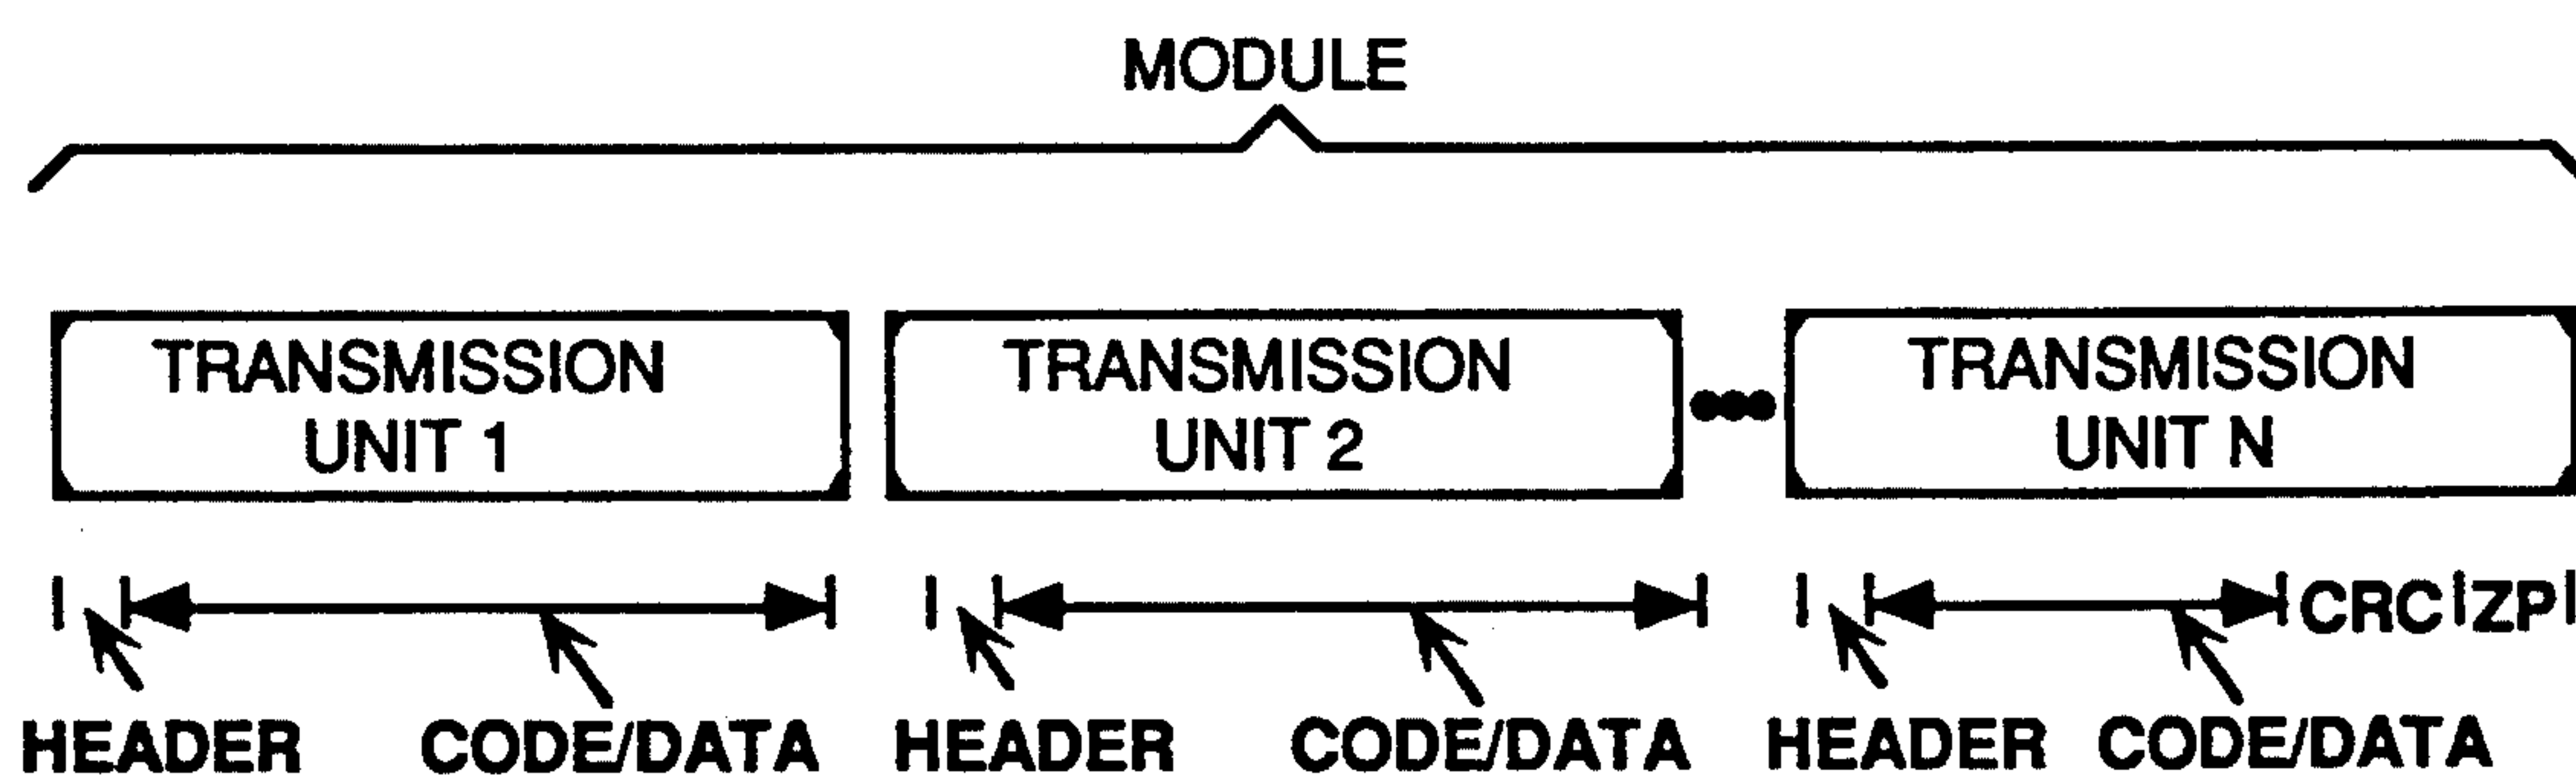 MODULE
TRANSMISSION
UNIT 1
TRANSMISSION
UNIT 2
TRANSMISSION
UNIT N
CRC ZP
HEADER CODE/DATA HEADER CODE/DATA HEADER CODE/DATA